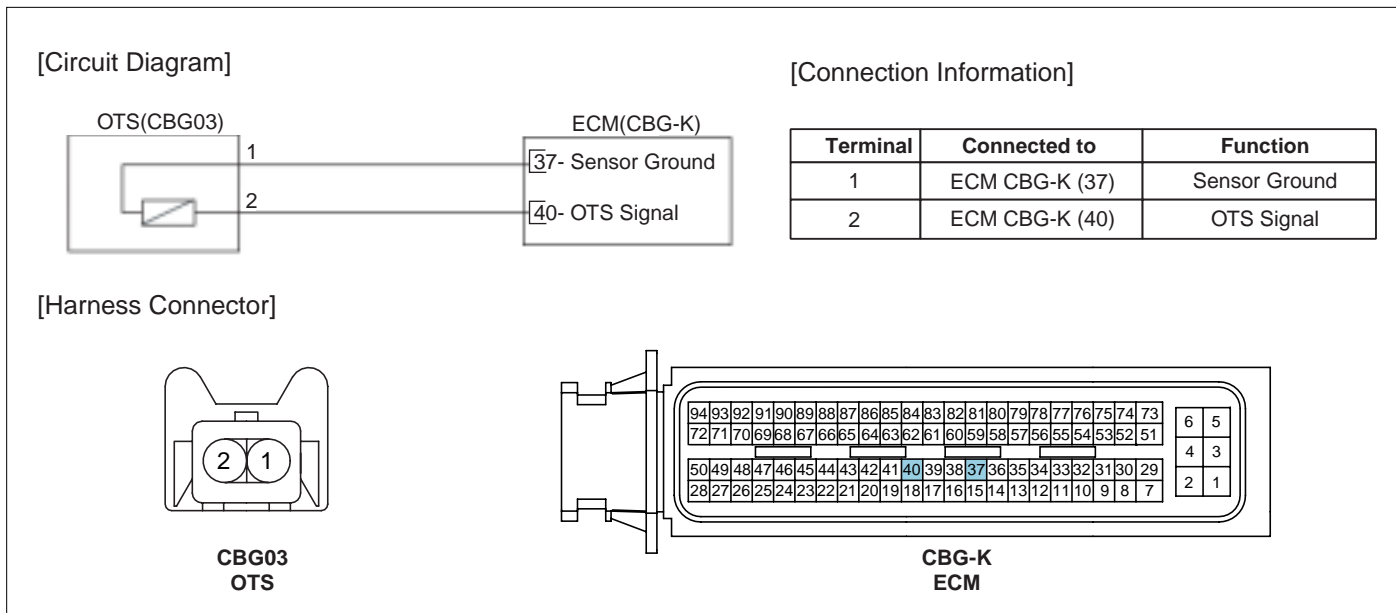 [Circuit Diagram]
OTS(CBG03)
1
2
ECM(CBG-K)
37- Sensor Ground
40- OTS Signal
[Connection Information]
Terminal Connected to Function
1 ECM CBG-K (37) Sensor Ground
2 ECM CBG-K (40) OTS Signal
[Harness Connector]
2 1
CBG03
OTS
94 93 92 91 90 89 88 87 86 85 84 83 82 81 80 79 78 77 76 75 74 73
72 71 70 69 68 67 66 65 64 63 62 61 60 59 58 57 56 55 54 53 52 51
50 49 48 47 46 45 44 43 42 41 40 39 38 37 36 35 34 33 32 31 30 29
28 27 26 25 24 23 22 21 20 19 18 17 16 15 14 13 12 11 10 9 8 7
6 5
4 3
2 1
CBG-K
ECM